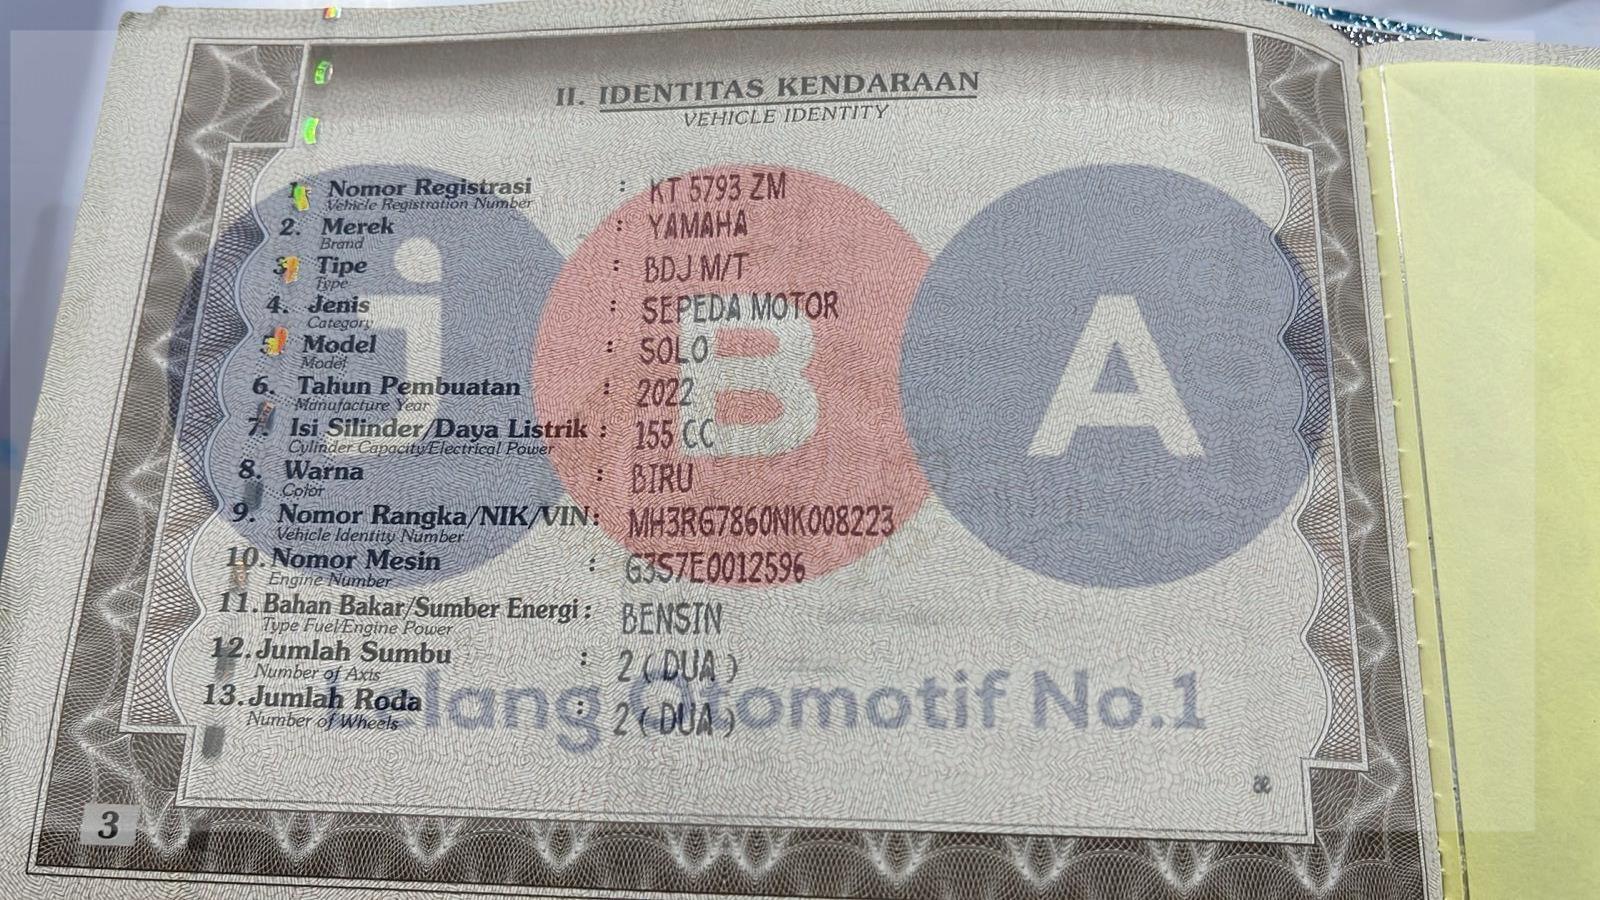 II. IDENTITAS KENDARAAN
VEHICLE IDENTITY
1. Nomor Registrasi : KT 5793 ZM
Vehicle Registration Number
2. Merek : YAMAHA
Brand
3. Tipe : BDJ M/T
Type
4. Jenis : SEPEDA MOTOR
Category
5. Model : SOLO
Model
6. Tahun Pembuatan : 2022
Manufacture Year
7. Isi Silinder/Daya Listrik : 155 CC
Cylinder Capacity/Electrical Power
8. Warna : BIRU
Color
9. Nomor Rangka/NIK/VIN : MH3RG7860NK008223
Vehicle Identity Number
10. Nomor Mesin : G3S7E0012596
Engine Number
11. Bahan Bakar/Sumber Energi : BENSIN
Type Fuel/Engine Power
12. Jumlah Sumbu : 2 ( DUA )
Number of Axis
13. Jumlah Roda : 2 ( DUA )
Number of Wheels
3
iBA
Otomotif No.1